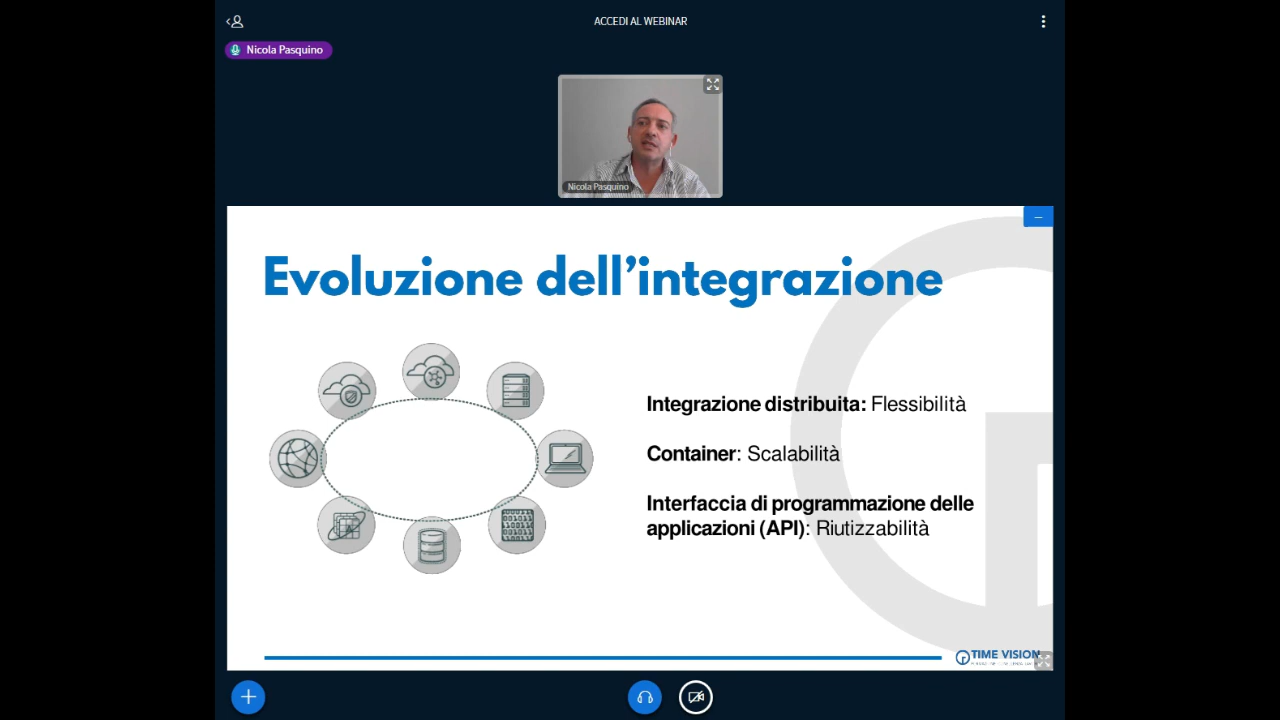 ACCEDI AL WEBINAR
Nicola Pasquino
Nicola Pasquino
Evoluzione dell'integrazione
Integrazione distribuita: Flessibilità
Container: Scalabilità
Interfaccia di programmazione delle
applicazioni (API): Riutizzabilità
TIME VISION